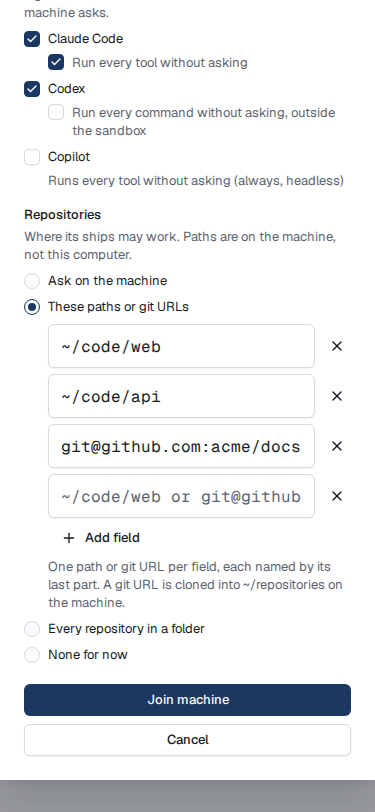 machine asks.
Claude Code
Run every tool without asking
Codex
Run every command without asking, outside
the sandbox
Copilot
Runs every tool without asking (always, headless)
Repositories
Where its ships may work. Paths are on the machine,
not this computer.
Ask on the machine
These paths or git URLs
~/code/web
~/code/api
git@github.com:acme/docs
~/code/web or git@github
Add field
One path or git URL per field, each named by its
last part. A git URL is cloned into ~/repositories on
the machine.
Every repository in a folder
None for now
Join machine
Cancel